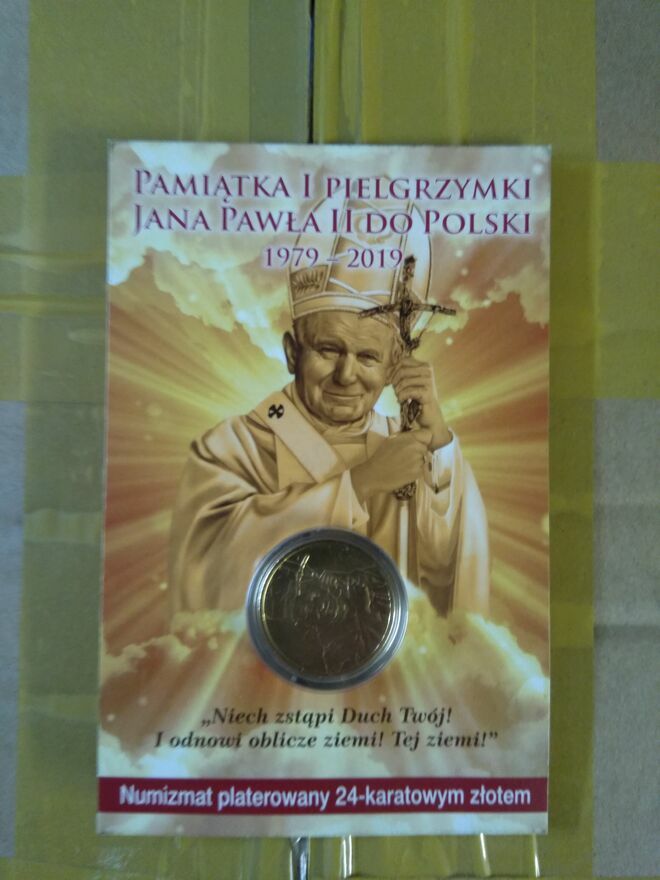 PAMIĄTKA I PIELGRZYMKI
JANA PAWŁA II DO POLSKI
1979 – 2019
„Niech zstąpi Duch Twój!
I odnowi oblicze ziemi! Tej ziemi!”
Numizmat platerowany 24-karatowym złotem